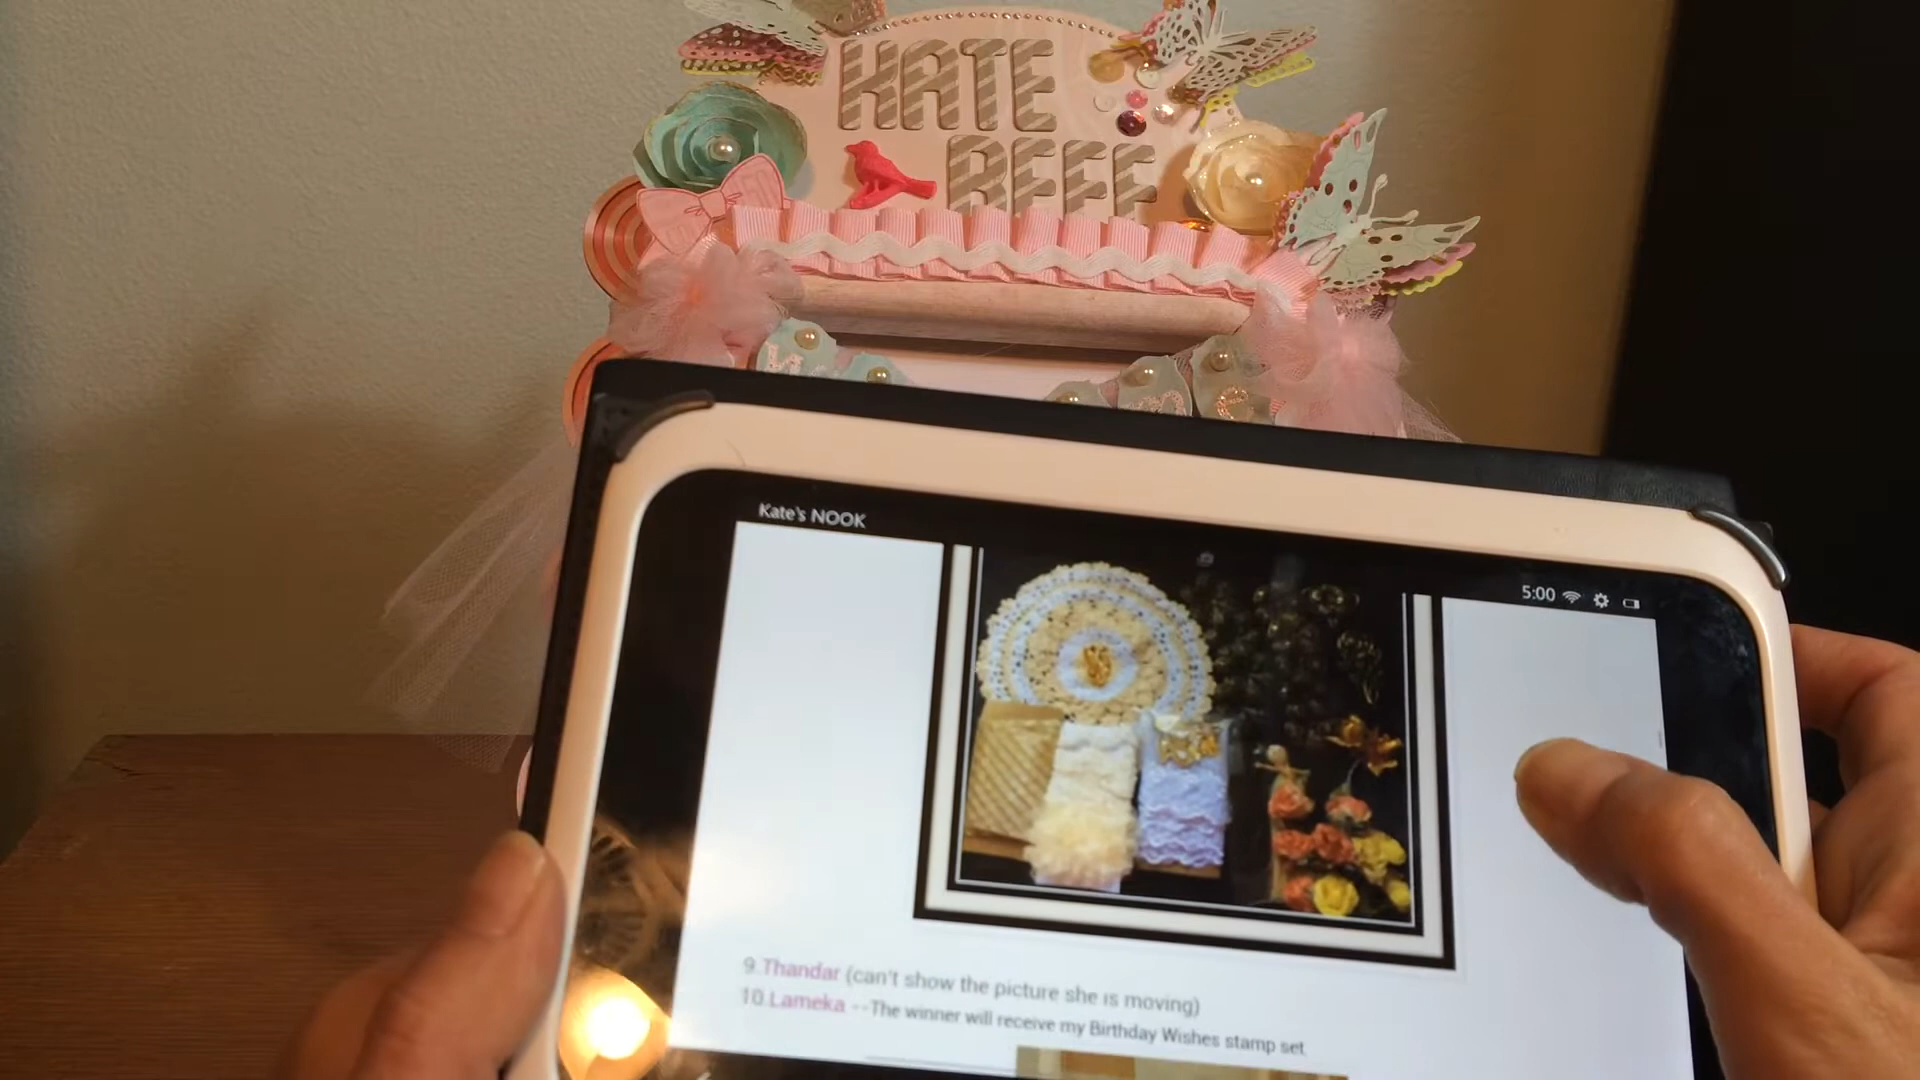 KATE
Kate's NOOK
5:00
9.Thandar (can't show the picture she is moving)
10.Lameka --The winner will receive my Birthday Wishes stamp set